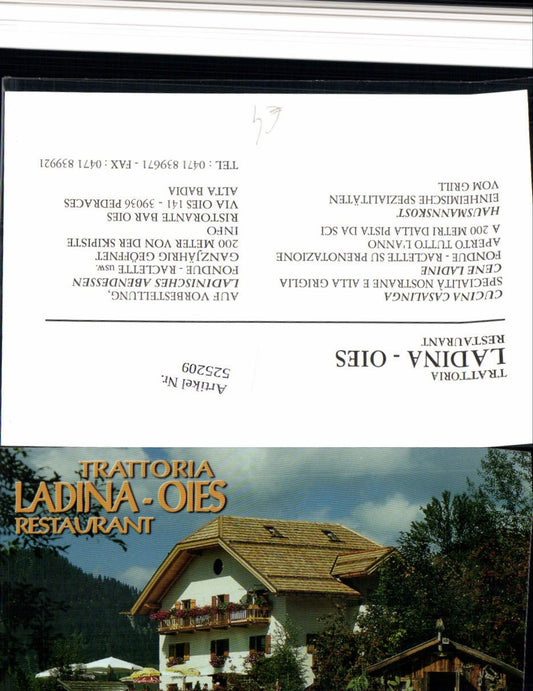 TRATTORIA
LADINA - OIES
RESTAURANT
CUCINA CASALINGA
SPECIALITÀ NOSTRANE E ALLA GRIGLIA
CENE LADINE
FONDUE - RACLETTE SU PRENOTAZIONE
APERTO TUTTO L'ANNO
A 200 METRI DALLA PISTA DA SCI
HAUSMANNSKOST
EINHEIMISCHE SPEZIALITÄTEN
VOM GRILL
AUF VORBESTELLUNG,
LADINISCHES ABENDESSEN
FONDUE - RACLETTE usw.
GANZJÄHRIG GEÖFFNET
200 METER VON DER SKIPISTE
INFO
RISTORANTE BAR OIES
VIA OIES 141 - 39036 PEDRACES
ALTA BADIA
TEL: 0471 839671 - FAX: 0471 839921
Artikel Nr.
525209
TRATTORIA
LADINA - OIES
RESTAURANT